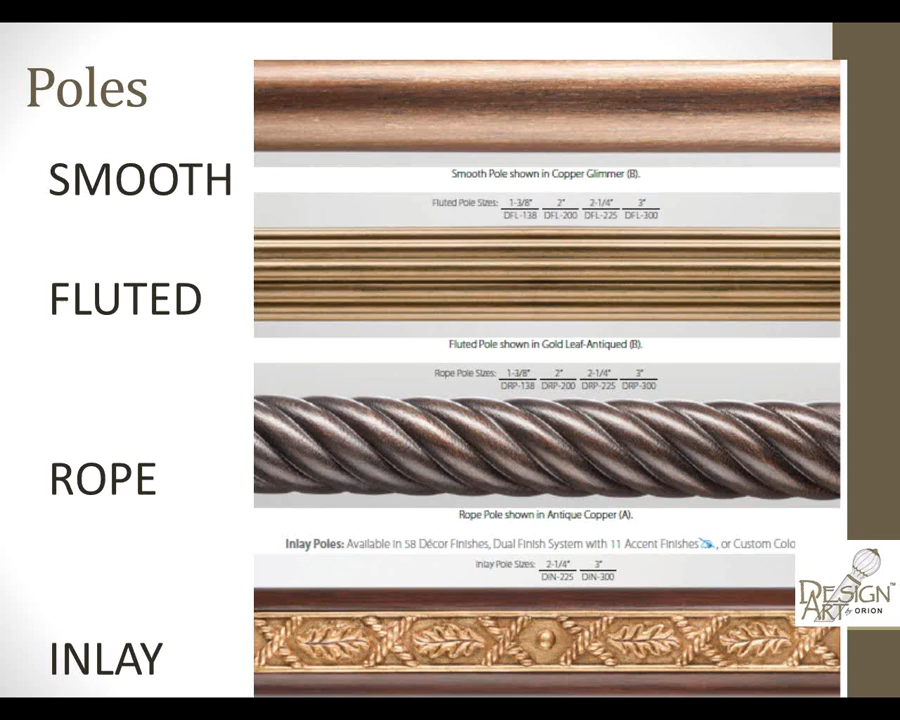 Poles
SMOOTH
Smooth Pole shown in Copper Glimmer (B).
Fluted Pole Sizes: 1-3/8" 2" 2-1/4" 3"
DFL-138 DFL-200 DFL-225 DFL-300
FLUTED
Fluted Pole shown in Gold Leaf-Antiqued (B).
Rope Pole Sizes: 1-3/8" 2" 2-1/4" 3"
DRP-138 DRP-200 DRP-225 DRP-300
ROPE
Rope Pole shown in Antique Copper (A).
Inlay Poles: Available in 58 Décor Finishes, Dual Finish System with 11 Accent Finishes, or Custom Colo
Inlay Pole Sizes: 2-1/4" 3"
DIN-225 DIN-300
DESIGN™
ART by ORION
INLAY